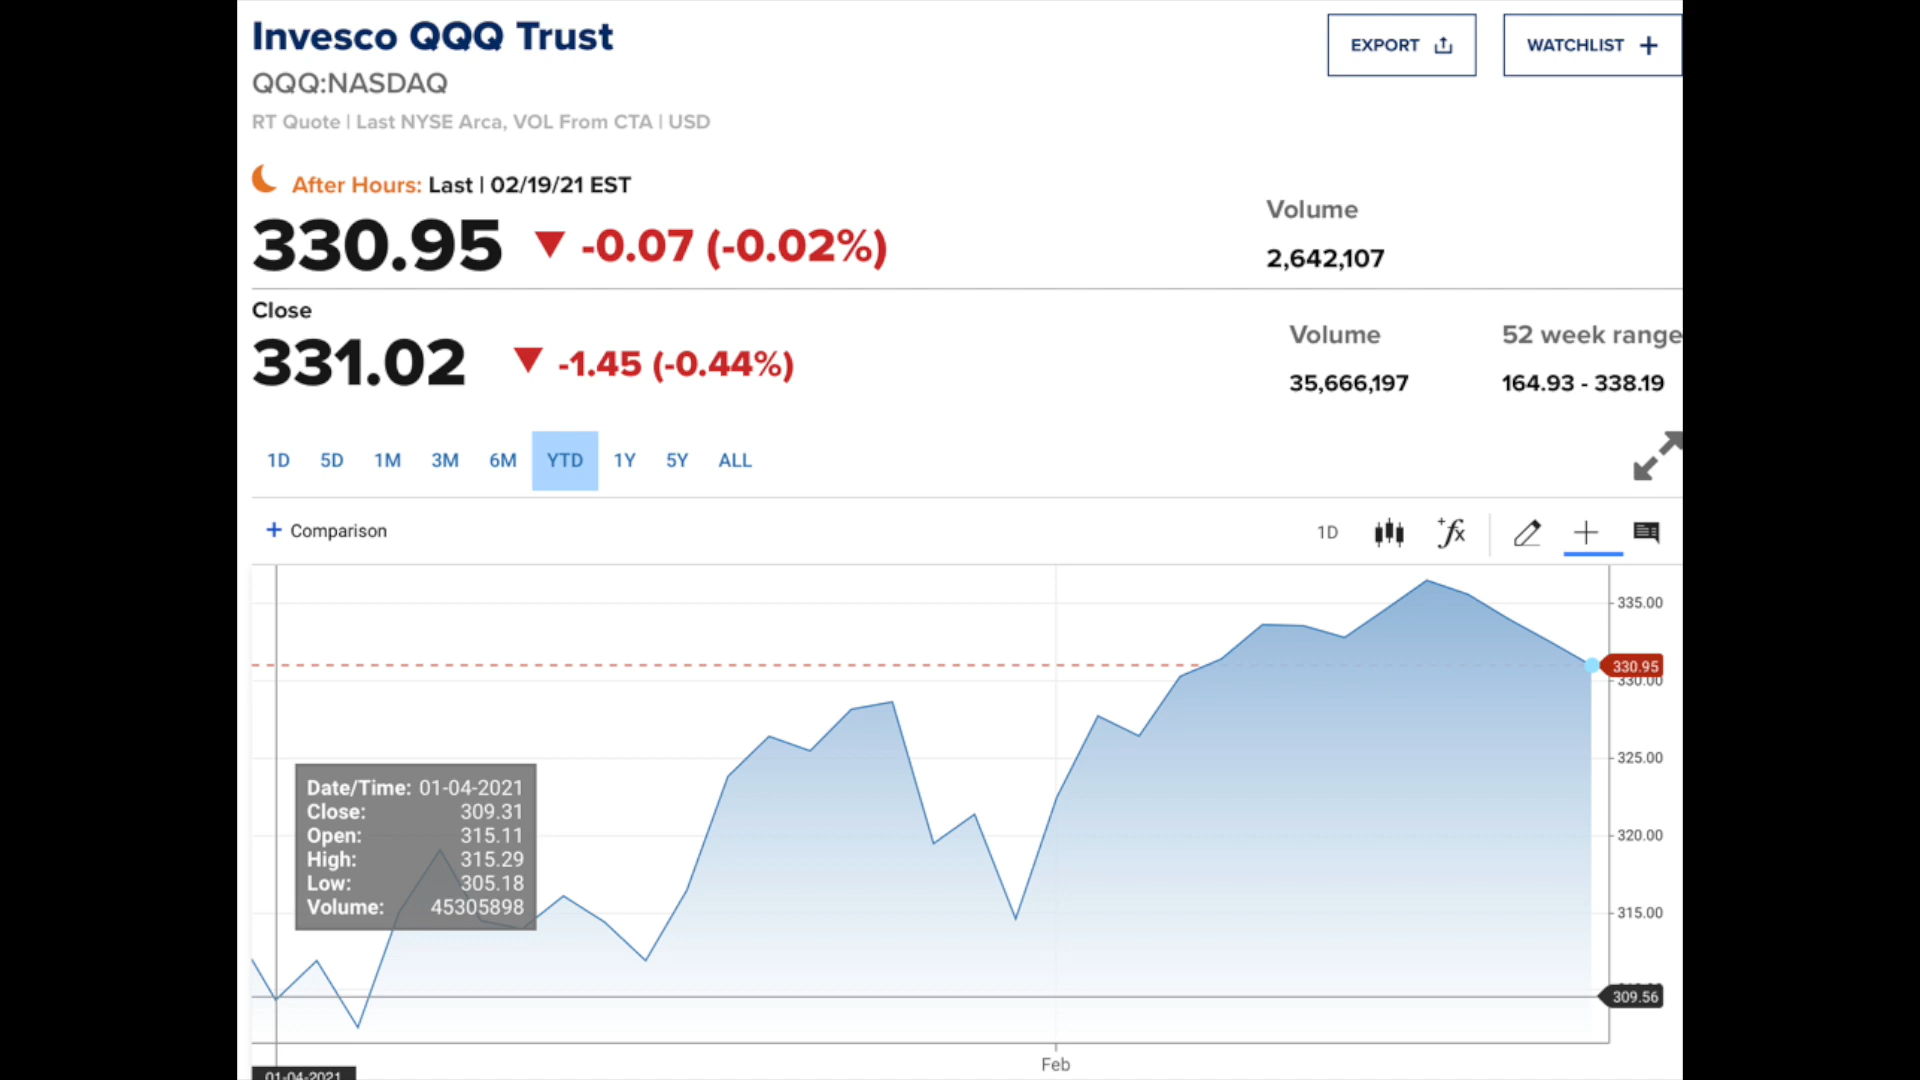 Invesco QQQ Trust
EXPORT
WATCHLIST +
QQQ:NASDAQ
RT Quote | Last NYSE Arca, VOL From CTA | USD
After Hours: Last | 02/19/21 EST
Volume
330.95 ▼ -0.07 (-0.02%)
2,642,107
Close
331.02 ▼ -1.45 (-0.44%)
Volume
52 week range
35,666,197
164.93 - 338.19
1D 5D 1M 3M 6M YTD 1Y 5Y ALL
+ Comparison
1D
+fx
335.00
330.95
330.00
325.00
320.00
315.00
309.56
Date/Time: 01-04-2021
Close: 309.31
Open: 315.11
High: 315.29
Low: 305.18
Volume: 45305898
Feb
01-04-2021